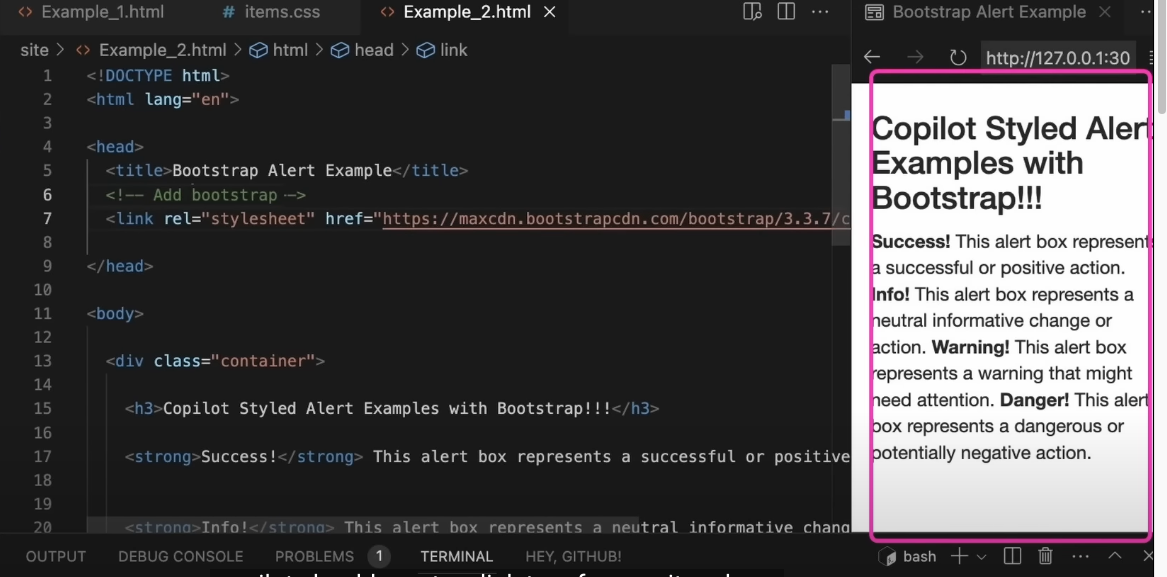 Example_1.html
# items.css
<> Example_2.html ×
Bootstrap Alert Example ×
site > <> Example_2.html > html > head > link
http://127.0.0.1:30
1 <!DOCTYPE html>
2 <html lang="en">
3
4 <head>
5 <title>Bootstrap Alert Example</title>
6 <!-- Add bootstrap -->
7 <link rel="stylesheet" href="https://maxcdn.bootstrapcdn.com/bootstrap/3.3.7/c
8
9 </head>
10
11 <body>
12
13 <div class="container">
14
15 <h3>Copilot Styled Alert Examples with Bootstrap!!!</h3>
16
17 <strong>Success!</strong> This alert box represents a successful or positive
18
19
20 <strong>Info!</strong> This alert box represents a neutral informative chang
Copilot Styled Alert
Examples with
Bootstrap!!!
Success! This alert box represents
a successful or positive action.
Info! This alert box represents a
neutral informative change or
action. Warning! This alert box
represents a warning that might
need attention. Danger! This alert
box represents a dangerous or
potentially negative action.
OUTPUT DEBUG CONSOLE PROBLEMS 1 TERMINAL HEY, GITHUB!
bash